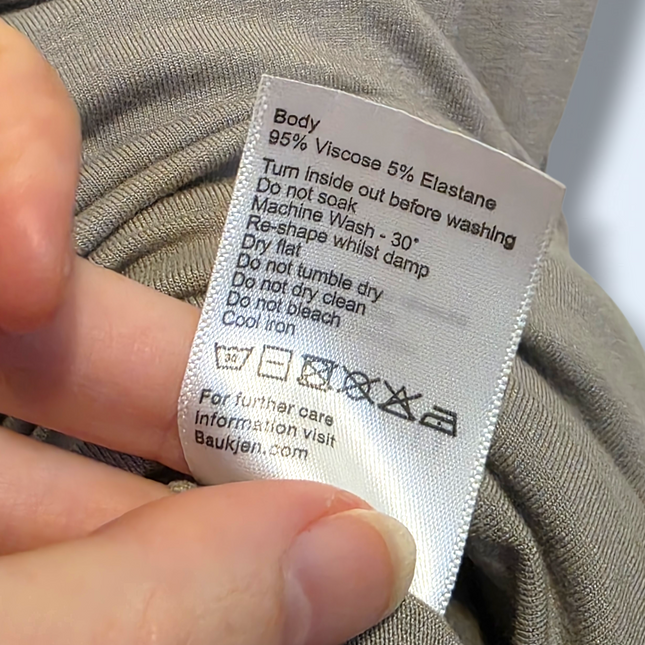 Body
95% Viscose 5% Elastane
Turn inside out before washing
Do not soak
Machine Wash - 30°
Re-shape whilst damp
Dry flat
Do not tumble dry
Do not dry clean
Do not bleach
Cool iron
30
For further care
information visit
Baukjen.com